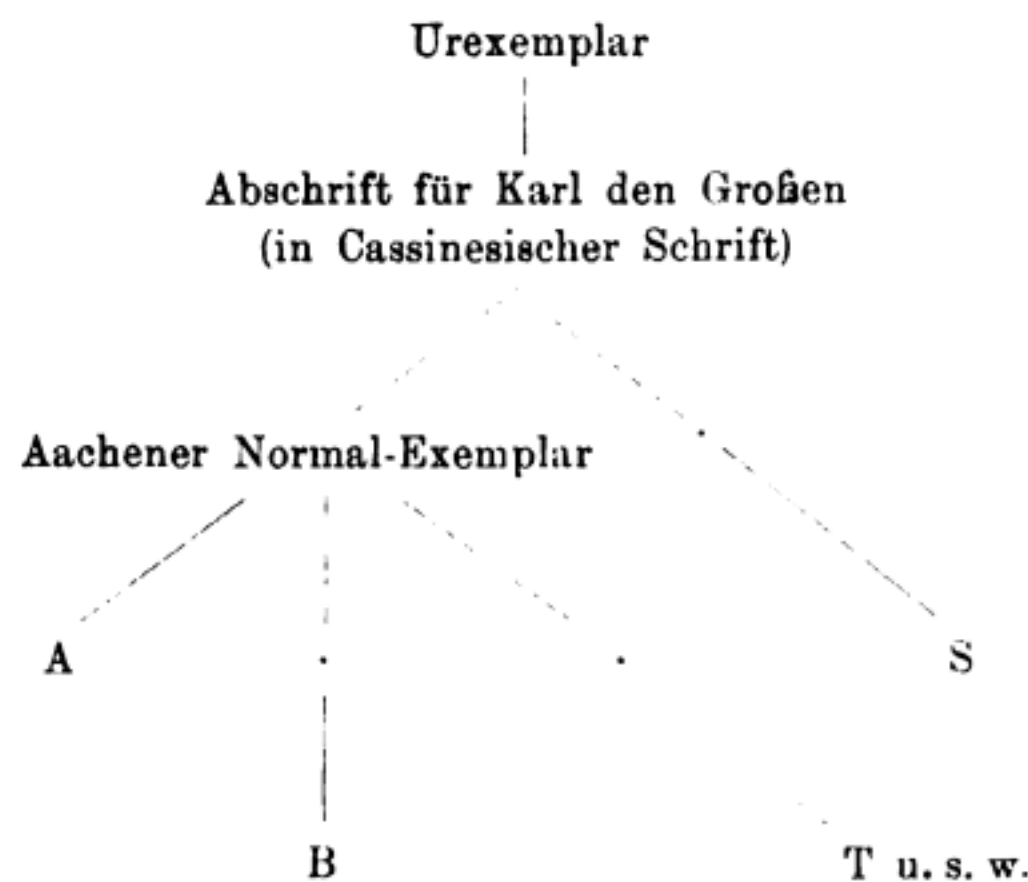 Urexemplar
Abschrift für Karl den Großen
(in Cassinesischer Schrift)
Aachener Normal-Exemplar
A
S
B
T u. s. w.